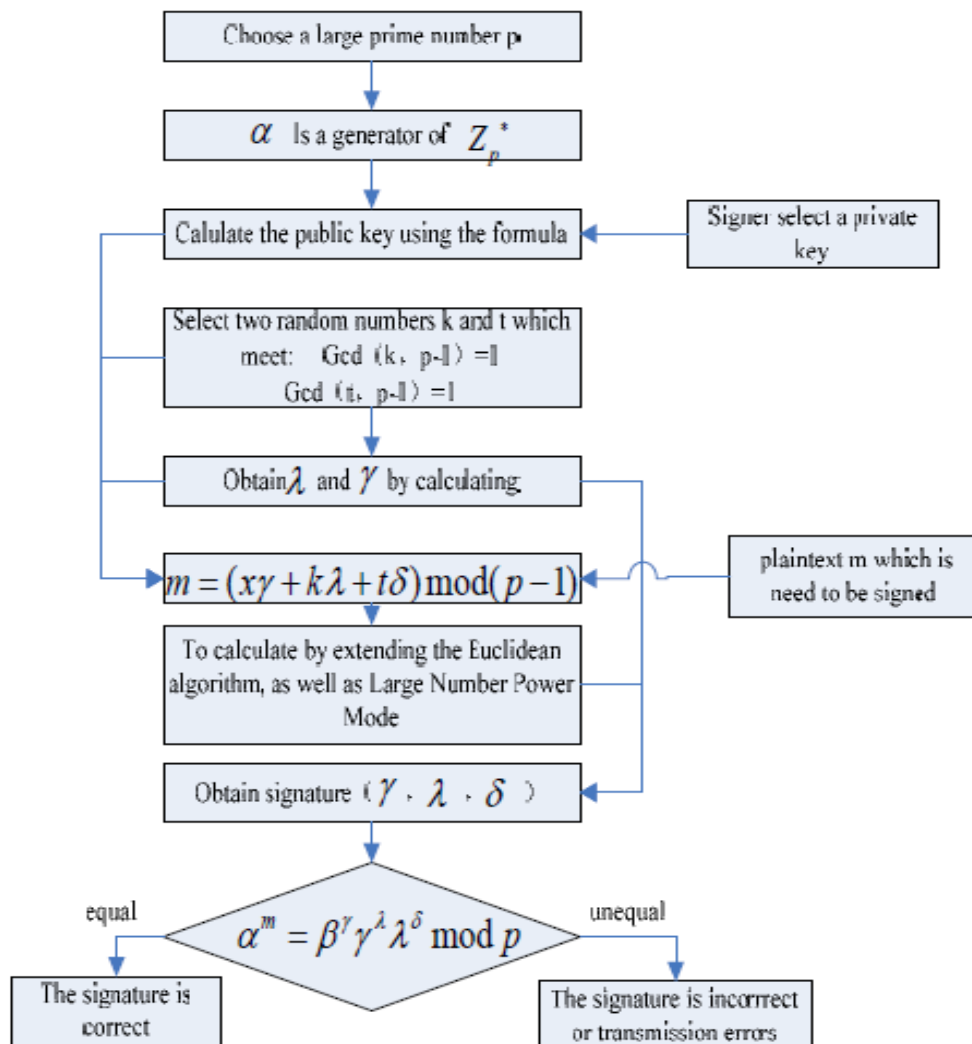 Choose a large prime number p
α Is a generator of Z_p*
Calulate the public key using the formula
Signer select a private
key
Select two random numbers k and t which
meet: Gcd (k, p-1) =1
Gcd (t, p-1) =1
Obtain λ and γ by calculating:
m = (xγ + kλ + tδ) mod(p − 1)
plaintext m which is
need to be signed
To calculate by extending the Euclidean
algorithm, as well as Large Number Power
Mode
Obtain signature (γ, λ, δ)
equal
α^m = β^γ γ^λ λ^δ mod p
unequal
The signature is
correct
The signature is incorrrect
or transmission errors